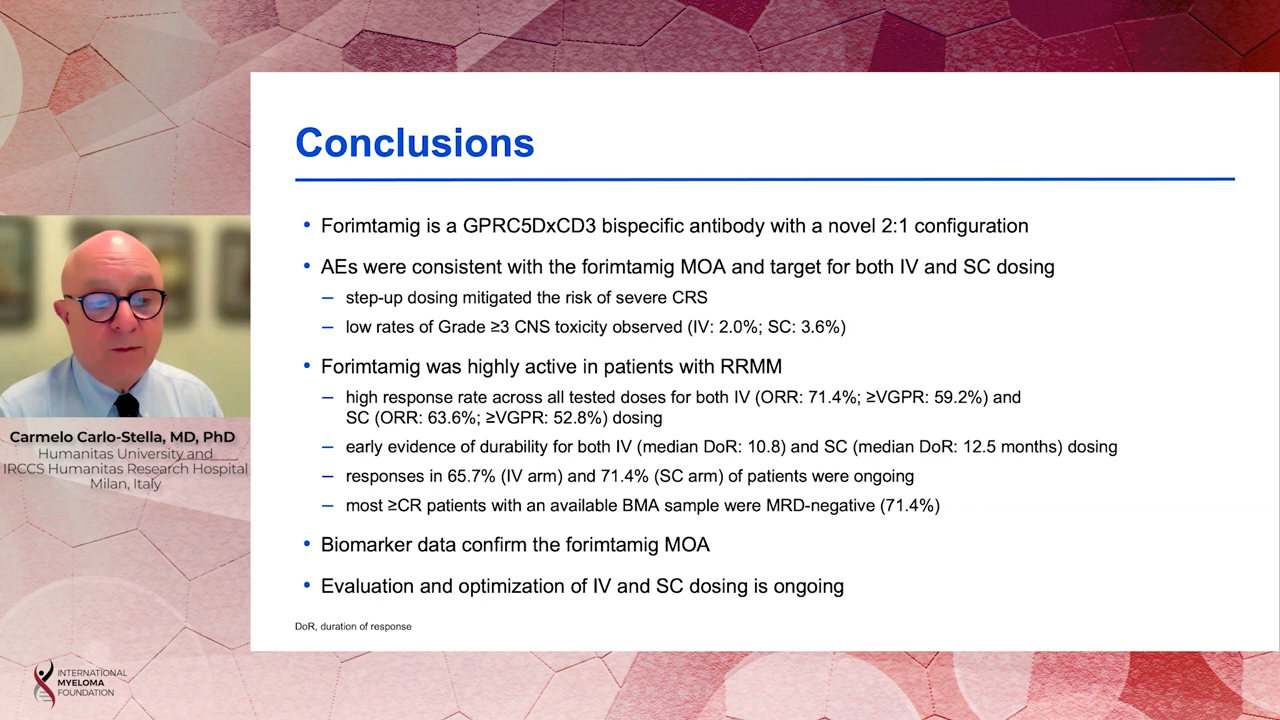 Conclusions
• Forimtamig is a GPRC5DxCD3 bispecific antibody with a novel 2:1 configuration
• AEs were consistent with the forimtamig MOA and target for both IV and SC dosing
– step-up dosing mitigated the risk of severe CRS
– low rates of Grade ≥3 CNS toxicity observed (IV: 2.0%; SC: 3.6%)
• Forimtamig was highly active in patients with RRMM
– high response rate across all tested doses for both IV (ORR: 71.4%; ≥VGPR: 59.2%) and
SC (ORR: 63.6%; ≥VGPR: 52.8%) dosing
– early evidence of durability for both IV (median DoR: 10.8) and SC (median DoR: 12.5 months) dosing
– responses in 65.7% (IV arm) and 71.4% (SC arm) of patients were ongoing
– most ≥CR patients with an available BMA sample were MRD-negative (71.4%)
• Biomarker data confirm the forimtamig MOA
• Evaluation and optimization of IV and SC dosing is ongoing
DoR, duration of response
Carmelo Carlo-Stella, MD, PhD
Humanitas University and
IRCCS Humanitas Research Hospital
Milan, Italy
INTERNATIONAL
MYELOMA
FOUNDATION